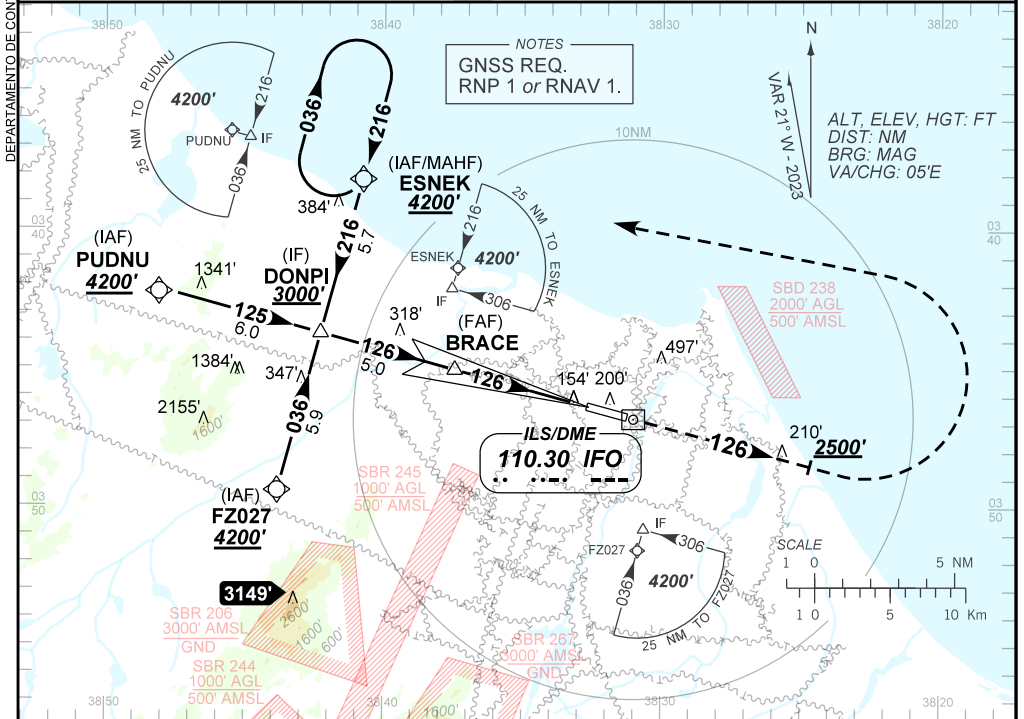 DEPARTAMENTO DE CON
38 50
38 40
38 30
38 20
NOTES
GNSS REQ.
RNP 1 or RNAV 1.
N
VAR 21° W - 2023
ALT, ELEV, HGT: FT
DIST: NM
BRG: MAG
VA/CHG: 05'E
25 NM TO PUDNU
4200'
216
PUDNU
IF
036
036
216
10NM
(IAF/MAHF)
ESNEK
4200'
384'
216
5.7
03
40
03
40
25 NM TO ESNEK
216
ESNEK
4200'
IF
306
(IAF)
PUDNU
4200'
1341'
(IF)
DONPI
3000'
125
6.0
318'
(FAF)
BRACE
126
5.0
126
SBD 238
2000' AGL
500' AMSL
497'
154'
200'
1384'
347'
2155'
1600'
036
5.9
ILS/DME
110.30 IFO
126
210'
2500'
(IAF)
FZ027
4200'
SBR 245
1000' AGL
500' AMSL
03
50
03
50
IF
FZ027
306
036
4200'
25 NM TO FZ027
SCALE
1 0 5 NM
1 0 5 10 Km
3149'
2600'
1600'
600'
SBR 206
3000' AMSL
GND
SBR 244
1000' AGL
500' AMSL
SBR 267
3000' AMSL
GND
1600'
38 50
38 40
38 30
38 20